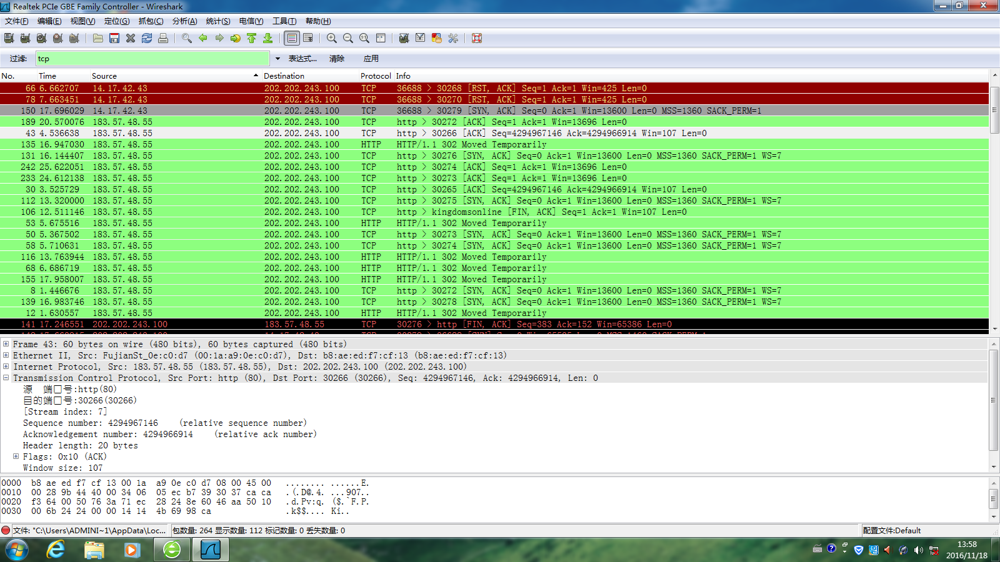 Realtek PCIe GBE Family Controller - Wireshark
文件(F) 编辑(E) 视图(V) 定位(G) 抓包(C) 分析(A) 统计(S) 电信(Y) 工具(T) 帮助(H)
过滤: tcp 表达式... 清除 应用
No. Time Source Destination Protocol Info
66 6.662707 14.17.42.43 202.202.243.100 TCP 36688 > 30268 [RST, ACK] Seq=1 Ack=1 Win=425 Len=0
78 7.663451 14.17.42.43 202.202.243.100 TCP 36688 > 30270 [RST, ACK] Seq=1 Ack=1 Win=425 Len=0
150 17.696029 14.17.42.43 202.202.243.100 TCP 36688 > 30279 [SYN, ACK] Seq=0 Ack=1 Win=13600 Len=0 MSS=1360 SACK_PERM=1
189 20.570076 183.57.48.55 202.202.243.100 TCP http > 30272 [ACK] Seq=1 Ack=1 Win=13696 Len=0
43 4.536638 183.57.48.55 202.202.243.100 TCP http > 30266 [ACK] Seq=4294967146 Ack=4294966914 Win=107 Len=0
135 16.947030 183.57.48.55 202.202.243.100 HTTP HTTP/1.1 302 Moved Temporarily
131 16.144407 183.57.48.55 202.202.243.100 TCP http > 30276 [SYN, ACK] Seq=0 Ack=1 Win=13600 Len=0 MSS=1360 SACK_PERM=1 WS=7
242 25.622051 183.57.48.55 202.202.243.100 TCP http > 30274 [ACK] Seq=1 Ack=1 Win=13696 Len=0
233 24.612138 183.57.48.55 202.202.243.100 TCP http > 30273 [ACK] Seq=1 Ack=1 Win=13696 Len=0
30 3.525729 183.57.48.55 202.202.243.100 TCP http > 30265 [ACK] Seq=4294967146 Ack=4294966914 Win=107 Len=0
112 13.320000 183.57.48.55 202.202.243.100 TCP http > 30275 [SYN, ACK] Seq=0 Ack=1 Win=13600 Len=0 MSS=1360 SACK_PERM=1 WS=7
106 12.511146 183.57.48.55 202.202.243.100 TCP http > kingdomsonline [FIN, ACK] Seq=1 Ack=1 Win=107 Len=0
53 5.675516 183.57.48.55 202.202.243.100 HTTP HTTP/1.1 302 Moved Temporarily
50 5.367502 183.57.48.55 202.202.243.100 TCP http > 30273 [SYN, ACK] Seq=0 Ack=1 Win=13600 Len=0 MSS=1360 SACK_PERM=1 WS=7
58 5.710631 183.57.48.55 202.202.243.100 TCP http > 30274 [SYN, ACK] Seq=0 Ack=1 Win=13600 Len=0 MSS=1360 SACK_PERM=1 WS=7
116 13.763944 183.57.48.55 202.202.243.100 HTTP HTTP/1.1 302 Moved Temporarily
68 6.686719 183.57.48.55 202.202.243.100 HTTP HTTP/1.1 302 Moved Temporarily
155 17.958007 183.57.48.55 202.202.243.100 HTTP HTTP/1.1 302 Moved Temporarily
8 1.446676 183.57.48.55 202.202.243.100 TCP http > 30272 [SYN, ACK] Seq=0 Ack=1 Win=13600 Len=0 MSS=1360 SACK_PERM=1 WS=7
139 16.983746 183.57.48.55 202.202.243.100 TCP http > 30278 [SYN, ACK] Seq=0 Ack=1 Win=13600 Len=0 MSS=1360 SACK_PERM=1 WS=7
12 1.630557 183.57.48.55 202.202.243.100 HTTP HTTP/1.1 302 Moved Temporarily
141 17.246551 202.202.243.100 183.57.48.55 TCP 30276 > http [FIN, ACK] Seq=383 Ack=152 Win=65386 Len=0
Frame 43: 60 bytes on wire (480 bits), 60 bytes captured (480 bits)
Ethernet II, Src: FujianSt_0e:c0:d7 (00:1a:a9:0e:c0:d7), Dst: b8:ae:ed:f7:cf:13 (b8:ae:ed:f7:cf:13)
Internet Protocol, Src: 183.57.48.55 (183.57.48.55), Dst: 202.202.243.100 (202.202.243.100)
Transmission Control Protocol, Src Port: http (80), Dst Port: 30266 (30266), Seq: 4294967146, Ack: 4294966914, Len: 0
源 端口号:http(80)
目的端口号:30266(30266)
[Stream index: 7]
Sequence number: 4294967146 (relative sequence number)
Acknowledgement number: 4294966914 (relative ack number)
Header length: 20 bytes
Flags: 0x10 (ACK)
Window size: 107
0000 b8 ae ed f7 cf 13 00 1a a9 0e c0 d7 08 00 45 00 ........ ......E.
0010 00 28 9b 44 40 00 34 06 05 ec b7 39 30 37 ca ca .(.D@.4. ...907..
0020 f3 64 00 50 76 3a 71 ec 28 24 8e 60 46 aa 50 10 .d.Pv:q. ($.`F.P.
0030 00 6b 24 24 00 00 14 14 4b 69 98 ca .k$$.... Ki..
文件: "C:\Users\ADMINI~1\AppData\Loc... 包数量: 264 显示数量: 112 标记数量: 0 丢失数量: 0 配置文件:Default
13:58
2016/11/18